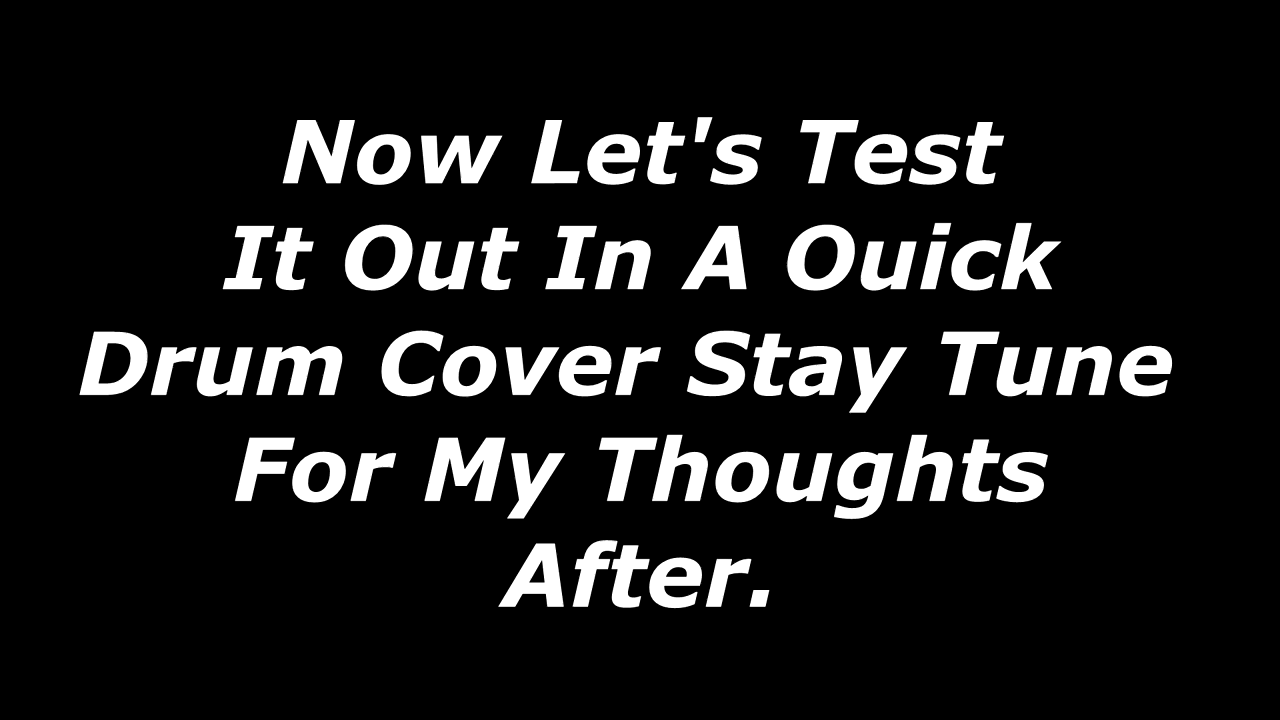 Now Let's Test
It Out In A Ouick
Drum Cover Stay Tune
For My Thoughts
After.